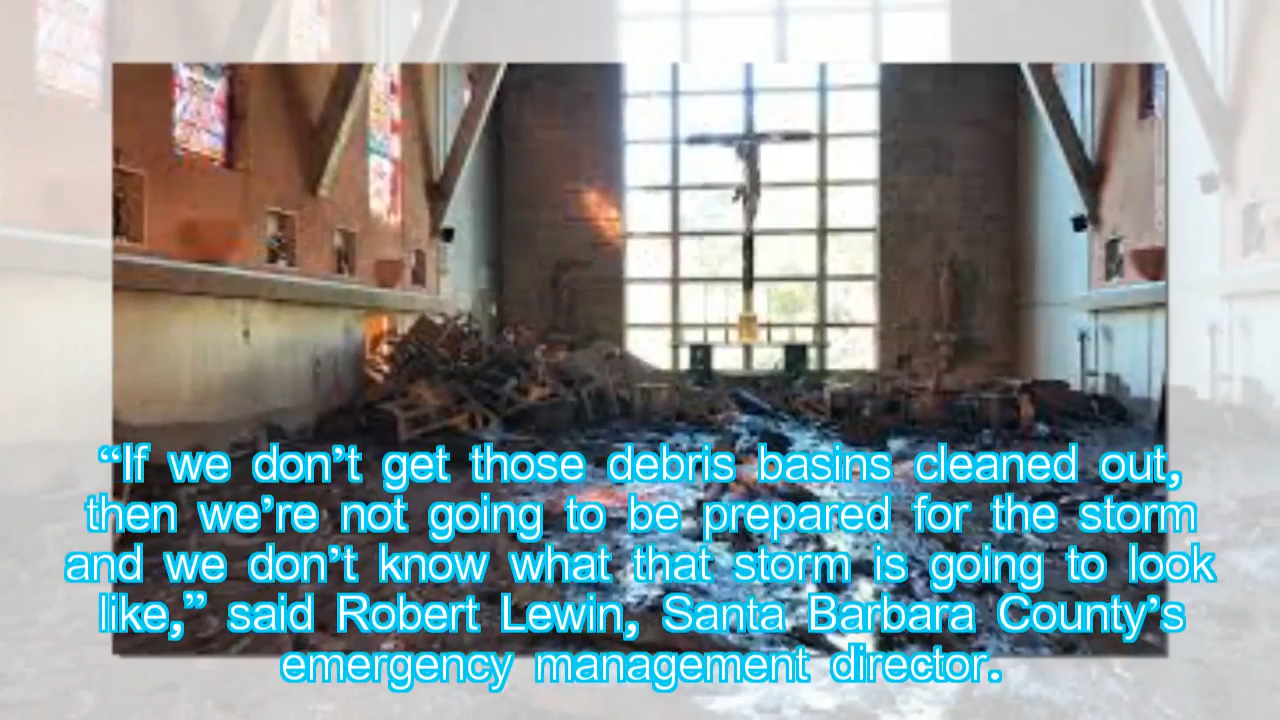 “If we don’t get those debris basins cleaned out,
then we’re not going to be prepared for the storm
and we don’t know what that storm is going to look
like,” said Robert Lewin, Santa Barbara County’s
emergency management director.